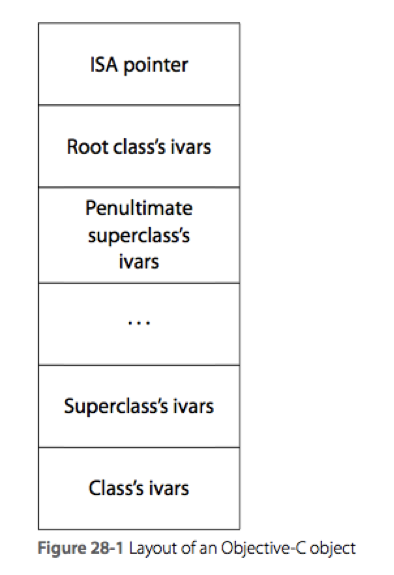 ISA pointer
Root class’s ivars
Penultimate
superclass’s
ivars
...
Superclass’s ivars
Class’s ivars
Figure 28-1 Layout of an Objective-C object